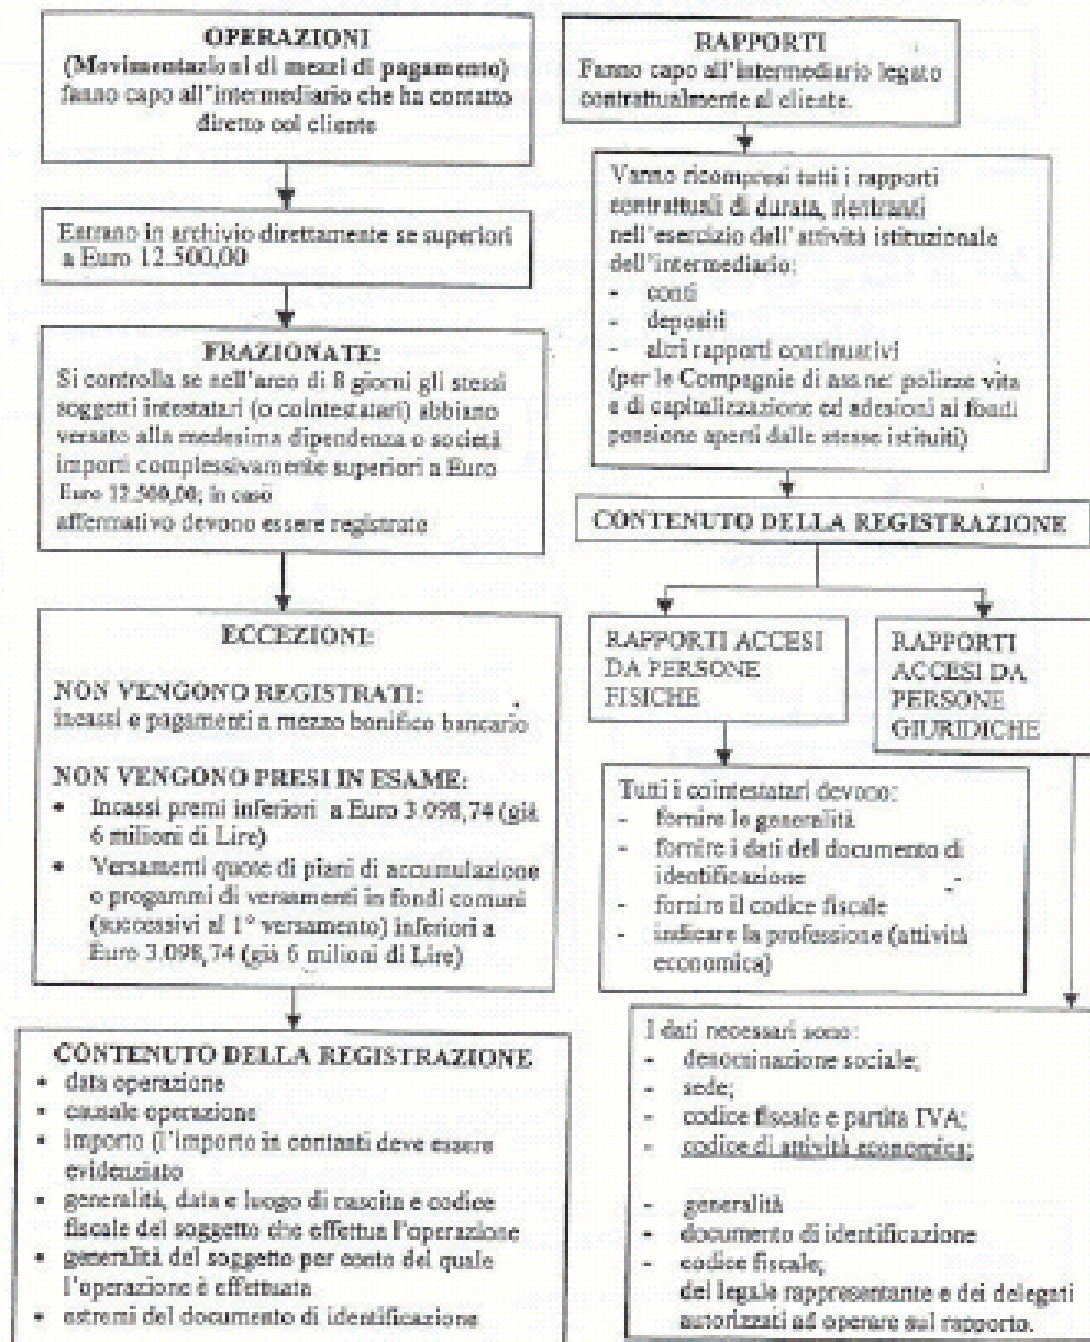 OPERAZIONI
(Movimentazioni di mezzi di pagamento)
fanno capo all'intermediario che ha contatto
diretto col cliente
Entrano in archivio direttamente se superiori
a Euro 12.500,00
FRAZIONATE:
Si controlla se nell'arco di 8 giorni gli stessi
soggetti intestatari (o cointestatari) abbiano
versato alla medesima dipendenza o società
importi complessivamente superiori a Euro
Euro 12.500,00; in caso
affermativo devono essere registrate
ECCEZIONI:
NON VENGONO REGISTRATI:
incassi e pagamenti a mezzo bonifico bancario
NON VENGONO PRESI IN ESAME:
• Incassi premi inferiori a Euro 3.098,74 (già
6 milioni di Lire)
• Versamenti quote di piani di accumulazione
o progammi di versamenti in fondi comuni
(successivi al 1° versamento) inferiori a
Euro 3.098,74 (già 6 milioni di Lire)
CONTENUTO DELLA REGISTRAZIONE
• data operazione
• causale operazione
• importo (l'importo in contanti deve essere
evidenziato
• generalità, data e luogo di nascita e codice
fiscale del soggetto che effettua l'operazione
• generalità del soggetto per conto del quale
l'operazione è effettuata
• estremi del documento di identificazione
RAPPORTI
Fanno capo all'intermediario legato
contrattualmente al cliente.
Vanno ricompresi tutti i rapporti
contrattuali di durata, rientranti
nell'esercizio dell'attività istituzionale
dell'intermediario:
- conti
- depositi
- altri rapporti continuativi
(per le Compagnie di ass.ne: polizze vita
e di capitalizzazione ed adesioni ai fondi
pensione aperti dalle stesse istituiti)
CONTENUTO DELLA REGISTRAZIONE
RAPPORTI ACCESI
DA PERSONE
FISICHE
RAPPORTI
ACCESI DA
PERSONE
GIURIDICHE
Tutti i cointestatari devono:
- fornire le generalità
- fornire i dati del documento di
identificazione
- fornire il codice fiscale
- indicare la professione (attività
economica)
I dati necessari sono:
- denominazione sociale;
- sede;
- codice fiscale e partita IVA;
- codice di attività economica;
- generalità
- documento di identificazione
- codice fiscale;
del legale rappresentante e dei delegati
autorizzati ad operare sul rapporto.